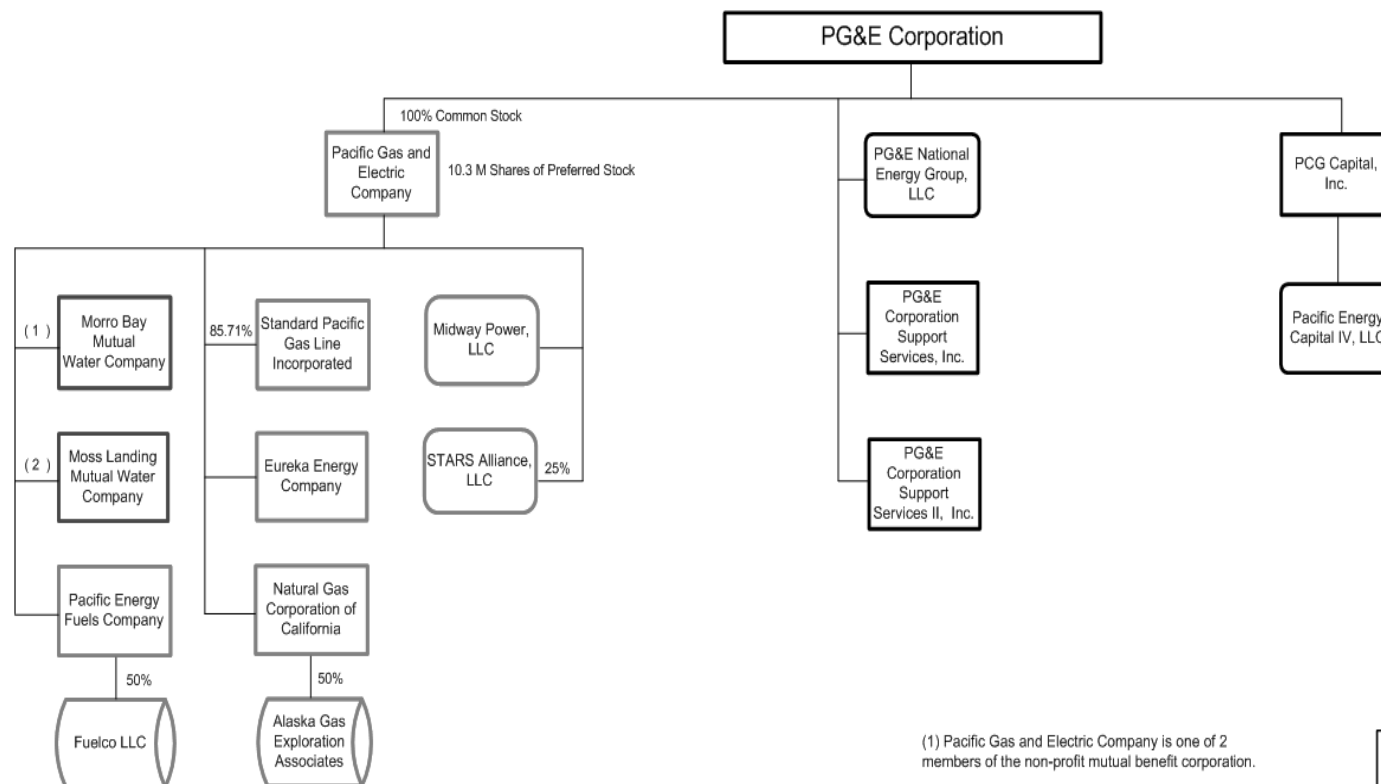 PG&E Corporation
100% Common Stock
Pacific Gas and
Electric
Company
10.3 M Shares of Preferred Stock
PG&E National
Energy Group,
LLC
PCG Capital,
Inc.
( 1 )
Morro Bay
Mutual
Water Company
85.71%
Standard Pacific
Gas Line
Incorporated
Midway Power,
LLC
PG&E
Corporation
Support
Services, Inc.
Pacific Energy
Capital IV, LLC
( 2 )
Moss Landing
Mutual Water
Company
Eureka Energy
Company
STARS Alliance,
LLC
25%
PG&E
Corporation
Support
Services II, Inc.
Pacific Energy
Fuels Company
Natural Gas
Corporation of
California
50%
50%
Fuelco LLC
Alaska Gas
Exploration
Associates
(1) Pacific Gas and Electric Company is one of 2
members of the non-profit mutual benefit corporation.